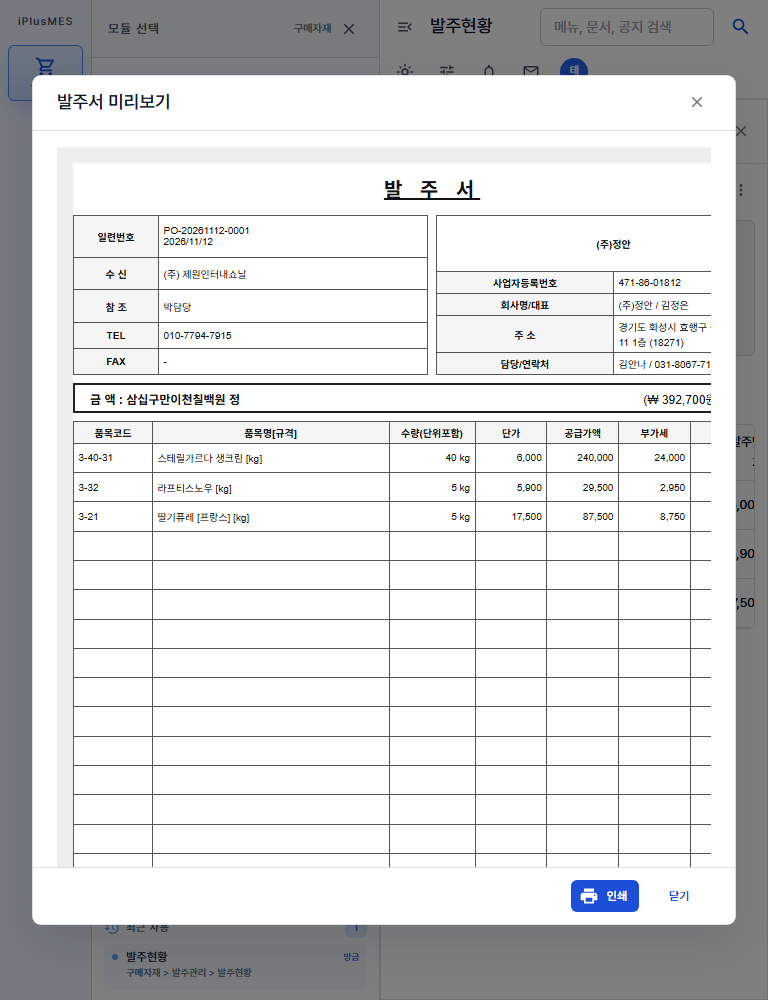 iPlusMES
모듈 선택
구매자재
발주현황
메뉴, 문서, 공지 검색
테
발주서 미리보기
발 주 서
일련번호
PO-20261112-0001
2026/11/12
수 신
(주) 제원인터내쇼날
참 조
박담당
TEL
010-7794-7915
FAX
-
(주)정안
사업자등록번호
471-86-01812
회사명/대표
(주)정안 / 김정은
주 소
경기도 화성시 효행구
11 1층 (18271)
담당/연락처
김안나 / 031-8067-71
금 액 : 삼십구만이천칠백원 정
(₩ 392,700원
품목코드 품목명[규격] 수량(단위포함) 단가 공급가액 부가세
3-40-31 스테릴가르다 생크림 [kg] 40 kg 6,000 240,000 24,000
3-32 라프티스노우 [kg] 5 kg 5,900 29,500 2,950
3-21 딸기퓨레 [프랑스] [kg] 5 kg 17,500 87,500 8,750
,00
,90
7,50
인쇄
닫기
최근 사용
1
발주현황
방금
구매자재 > 발주관리 > 발주현황